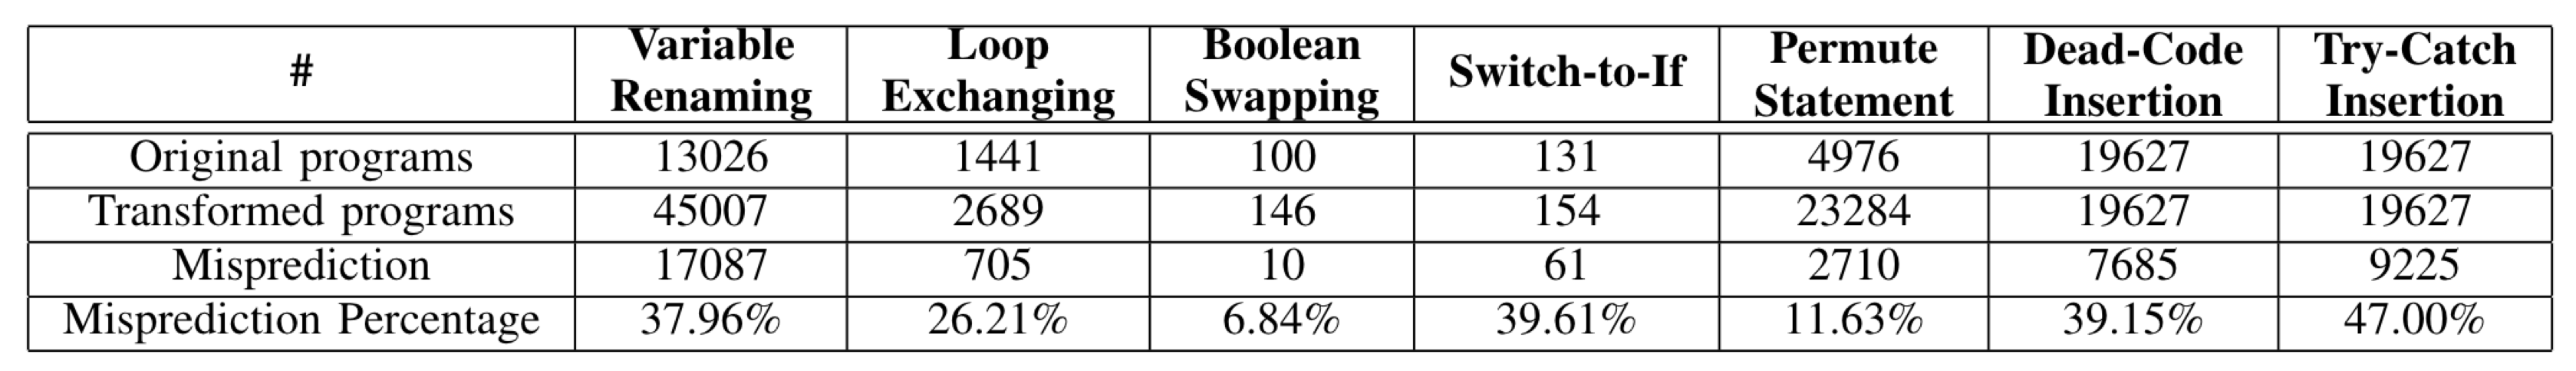 # Variable Renaming Loop Exchanging Boolean Swapping Switch-to-If Permute Statement Dead-Code Insertion Try-Catch Insertion
Original programs 13026 1441 100 131 4976 19627 19627
Transformed programs 45007 2689 146 154 23284 19627 19627
Misprediction 17087 705 10 61 2710 7685 9225
Misprediction Percentage 37.96% 26.21% 6.84% 39.61% 11.63% 39.15% 47.00%